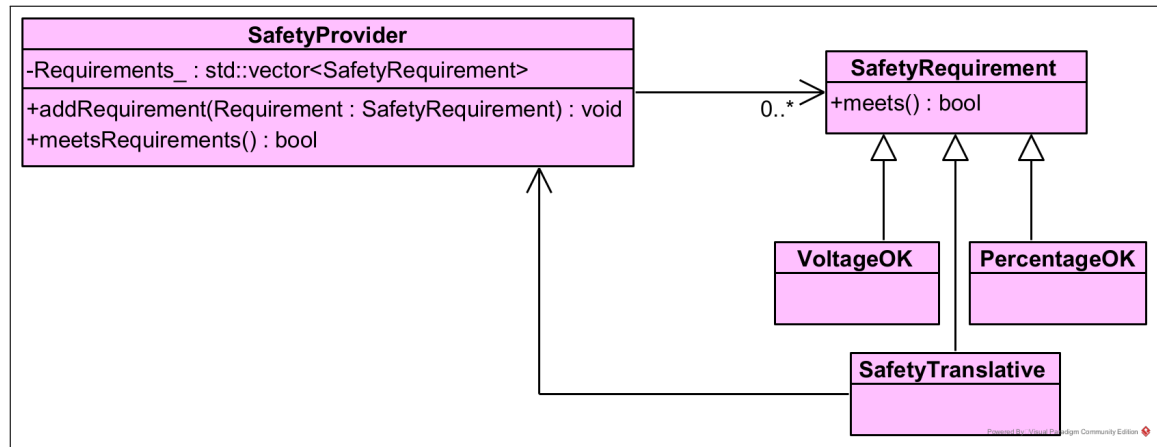 SafetyProvider
-Requirements_ : std::vector<SafetyRequirement>
+addRequirement(Requirement : SafetyRequirement) : void
+meetsRequirements() : bool
0..*
SafetyRequirement
+meets() : bool
VoltageOK
PercentageOK
SafetyTranslative
Powered By: Visual Paradigm Community Edition